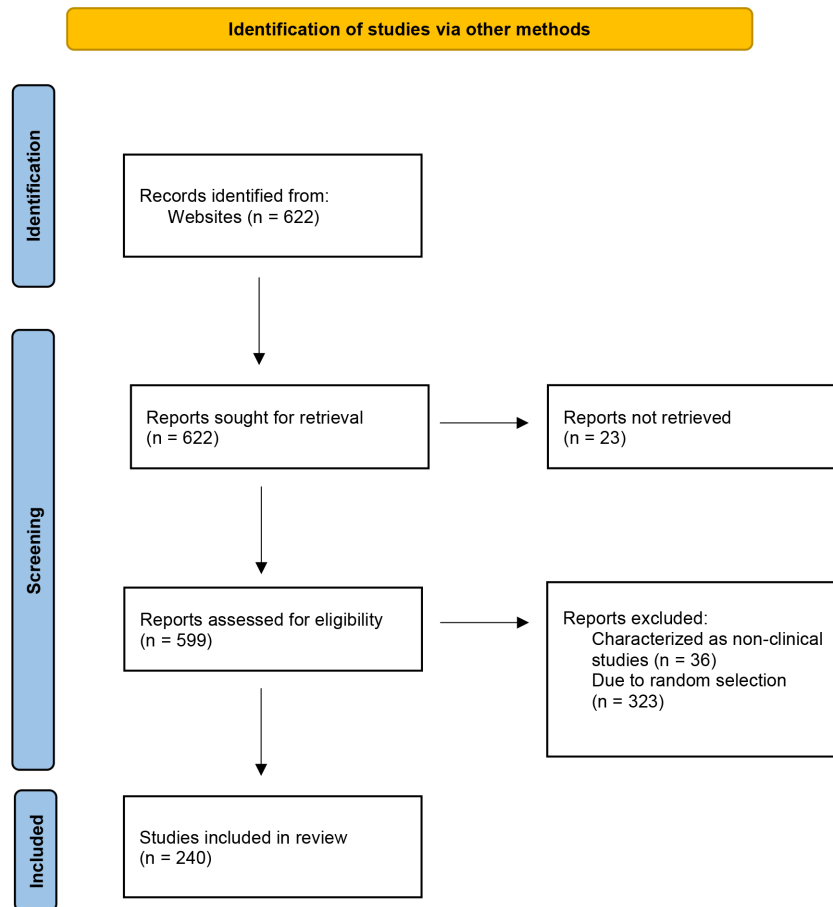 Identification of studies via other methods
Identification
Records identified from:
Websites (n = 622)
Screening
Reports sought for retrieval
(n = 622)
Reports not retrieved
(n = 23)
Reports assessed for eligibility
(n = 599)
Reports excluded:
Characterized as non-clinical
studies (n = 36)
Due to random selection
(n = 323)
Included
Studies included in review
(n = 240)